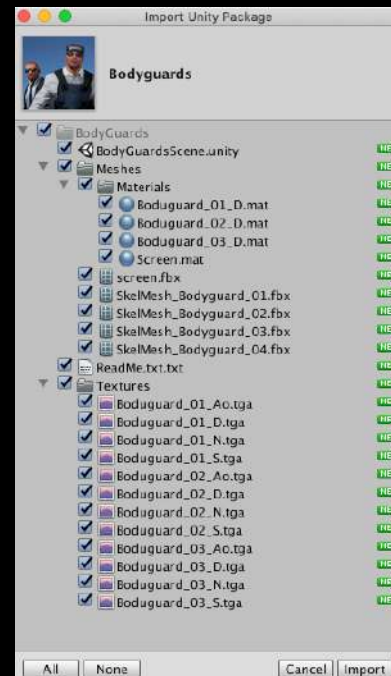 Import Unity Package
Bodyguards
BodyGuards
BodyGuardsScene.unity
Meshes
Materials
Boduguard_01_D.mat
Boduguard_02_D.mat
Boduguard_03_D.mat
Screen.mat
screen.fbx
SkelMesh_Bodyguard_01.fbx
SkelMesh_Bodyguard_02.fbx
SkelMesh_Bodyguard_03.fbx
SkelMesh_Bodyguard_04.fbx
ReadMe.txt.txt
Textures
Boduguard_01_Ao.tga
Boduguard_01_D.tga
Boduguard_01_N.tga
Boduguard_01_S.tga
Boduguard_02_Ao.tga
Boduguard_02_D.tga
Boduguard_02_N.tga
Boduguard_02_S.tga
Boduguard_03_Ao.tga
Boduguard_03_D.tga
Boduguard_03_N.tga
Boduguard_03_S.tga
All None Cancel Import